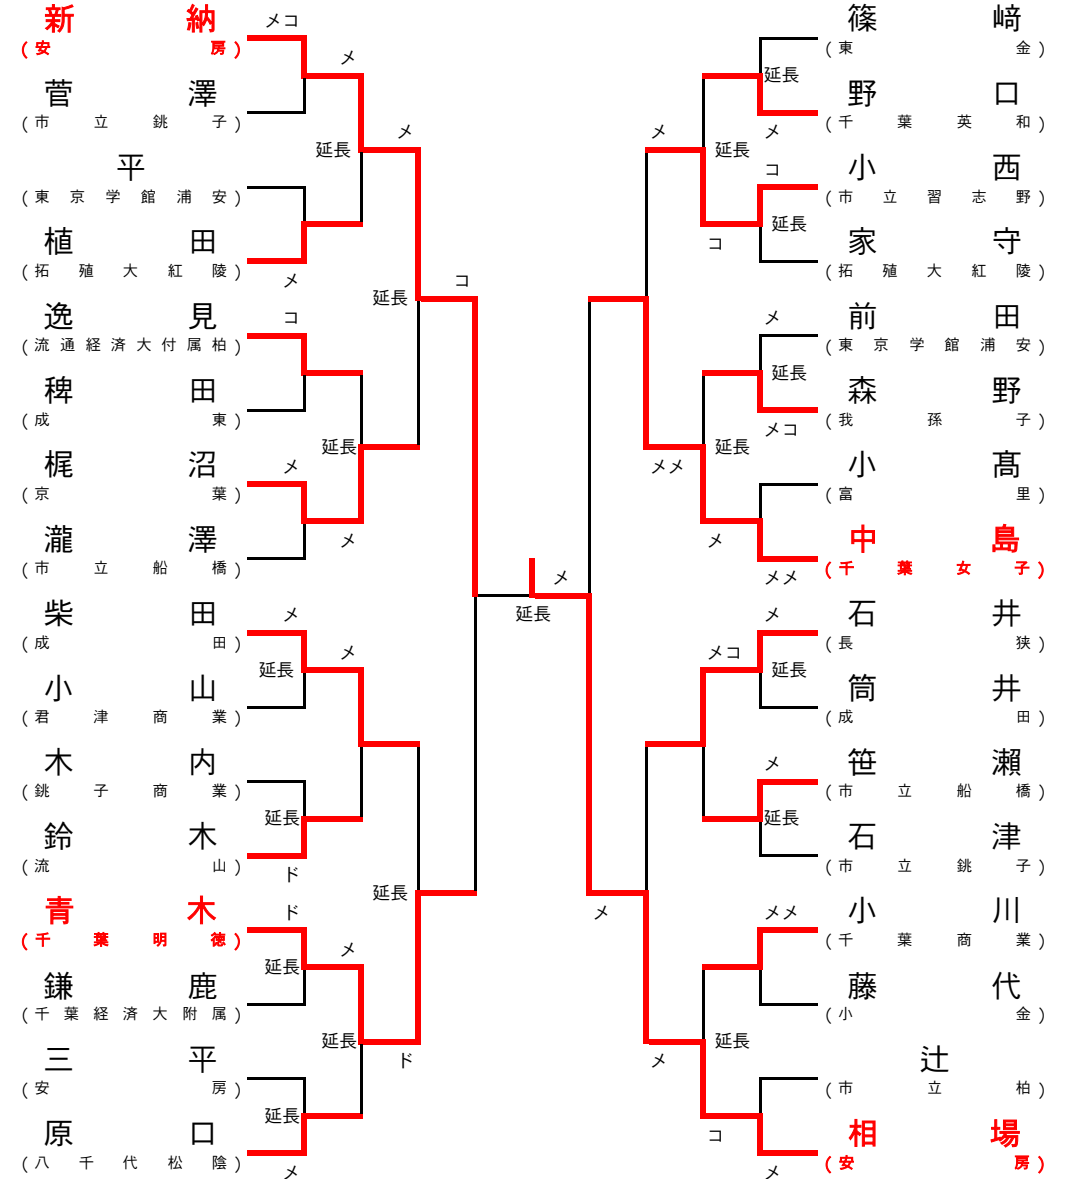 新納
(安房)
菅澤
(市立銚子)
平
(東京学館浦安)
植田
(拓殖大紅陵)
逸見
(流通経済大付属柏)
稗田
(成東)
梶沼
(京葉)
瀧澤
(市立船橋)
柴田
(成田)
小山
(君津商業)
木内
(銚子商業)
鈴木
(流山)
青木
(千葉明徳)
鎌鹿
(千葉経済大附属)
三平
(安房)
原口
(八千代松陰)
メコ
メ
メ
延長
メ
コ
延長
コ
メ
延長
メ
メ
延長
メ
延長
ド
延長
ド
延長
メ
延長
ド
延長
メ
メ
延長
篠﨑
(東金)
野口
(千葉英和)
小西
(市立習志野)
家守
(拓殖大紅陵)
前田
(東京学館浦安)
森野
(我孫子)
小髙
(富里)
中島
(千葉女子)
石井
(長狭)
筒井
(成田)
笹瀬
(市立船橋)
石津
(市立銚子)
小川
(千葉商業)
藤代
(小金)
辻
(市立柏)
相場
(安房)
延長
メ
メ
延長
コ
延長
コ
メ
延長
メコ
延長
メメ
メ
メメ
メ
メコ
延長
メ
延長
メ
メメ
延長
メ
コ
メ